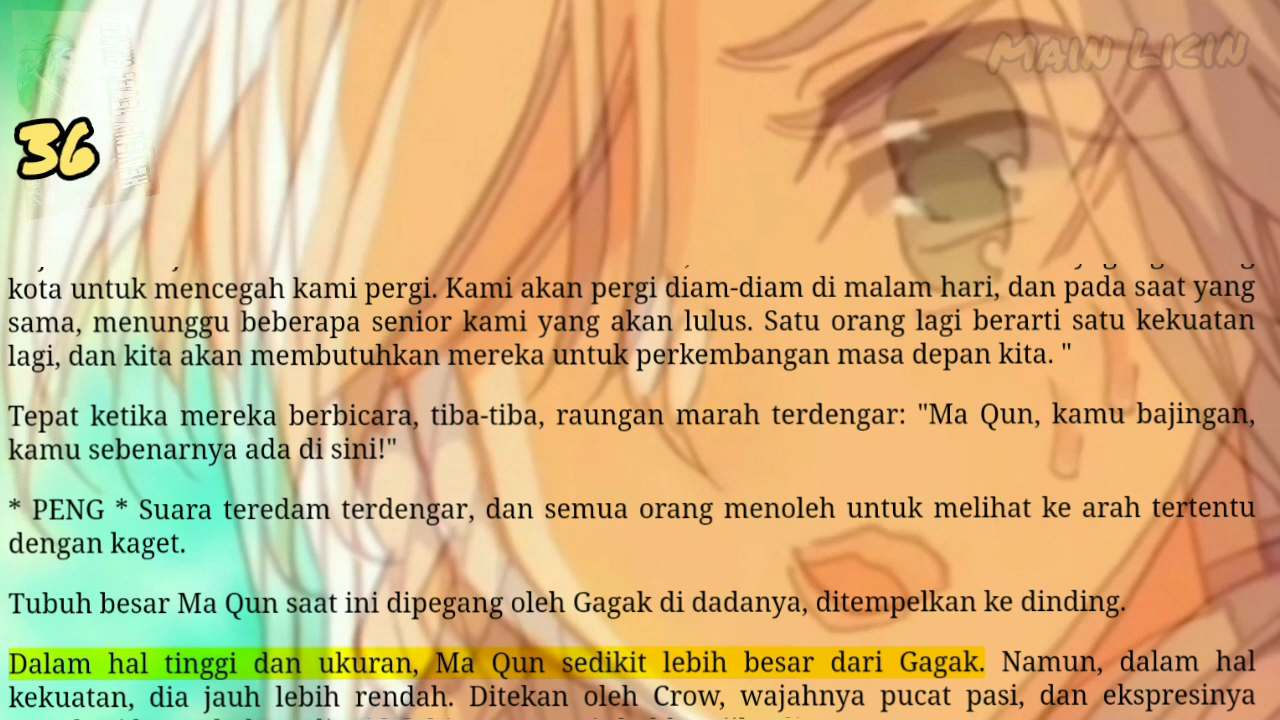 Main Licin
36
kota untuk mencegah kami pergi. Kami akan pergi diam-diam di malam hari, dan pada saat yang
sama, menunggu beberapa senior kami yang akan lulus. Satu orang lagi berarti satu kekuatan
lagi, dan kita akan membutuhkan mereka untuk perkembangan masa depan kita. "
Tepat ketika mereka berbicara, tiba-tiba, raungan marah terdengar: "Ma Qun, kamu bajingan,
kamu sebenarnya ada di sini!"
* PENG * Suara teredam terdengar, dan semua orang menoleh untuk melihat ke arah tertentu
dengan kaget.
Tubuh besar Ma Qun saat ini dipegang oleh Gagak di dadanya, ditempelkan ke dinding.
Dalam hal tinggi dan ukuran, Ma Qun sedikit lebih besar dari Gagak. Namun, dalam hal
kekuatan, dia jauh lebih rendah. Ditekan oleh Crow, wajahnya pucat pasi, dan ekspresinya